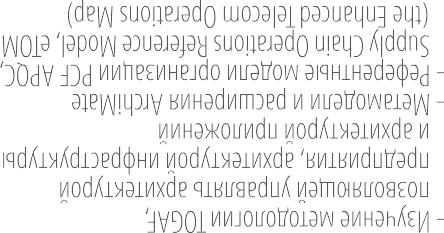 - Изучение методологии TOGAF,
позволяющей управлять архитектурой
предприятия, архитектурой инфраструктуры
и архитектурой приложений
- Метамодели и расширения ArchiMate
- Референтные модели организации PCF APQC,
Supply Chain Operations Reference Model, eTOM
(the Enhanced Telecom Operations Map)